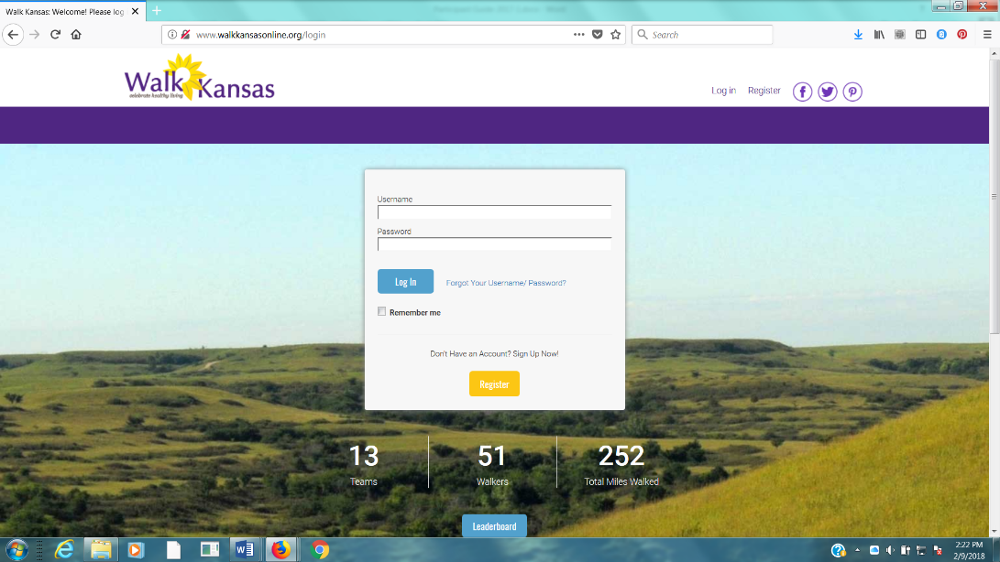 Walk Kansas: Welcome! Please log
www.walkkansasonline.org/login
Search
Walk Kansas
celebrate healthy living
Log in Register
Username
Password
Log In
Forgot Your Username/ Password?
Remember me
Don't Have an Account? Sign Up Now!
Register
13 51 252
Teams Walkers Total Miles Walked
Leaderboard
2:22 PM
2/9/2018